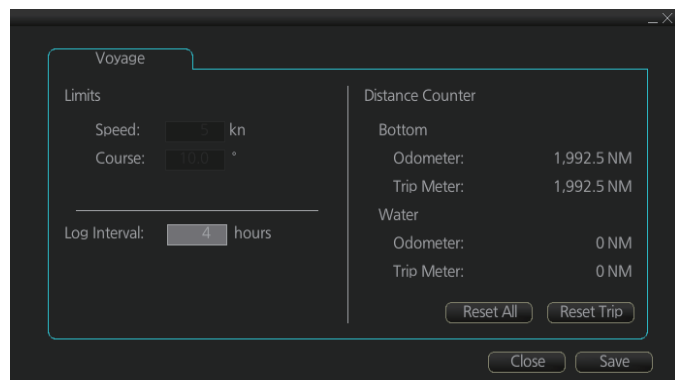 Voyage
Limits
Speed: 5 kn
Course: 10.0 °
Log Interval: 4 hours
Distance Counter
Bottom
Odometer: 1,992.5 NM
Trip Meter: 1,992.5 NM
Water
Odometer: 0 NM
Trip Meter: 0 NM
Reset All Reset Trip
Close Save